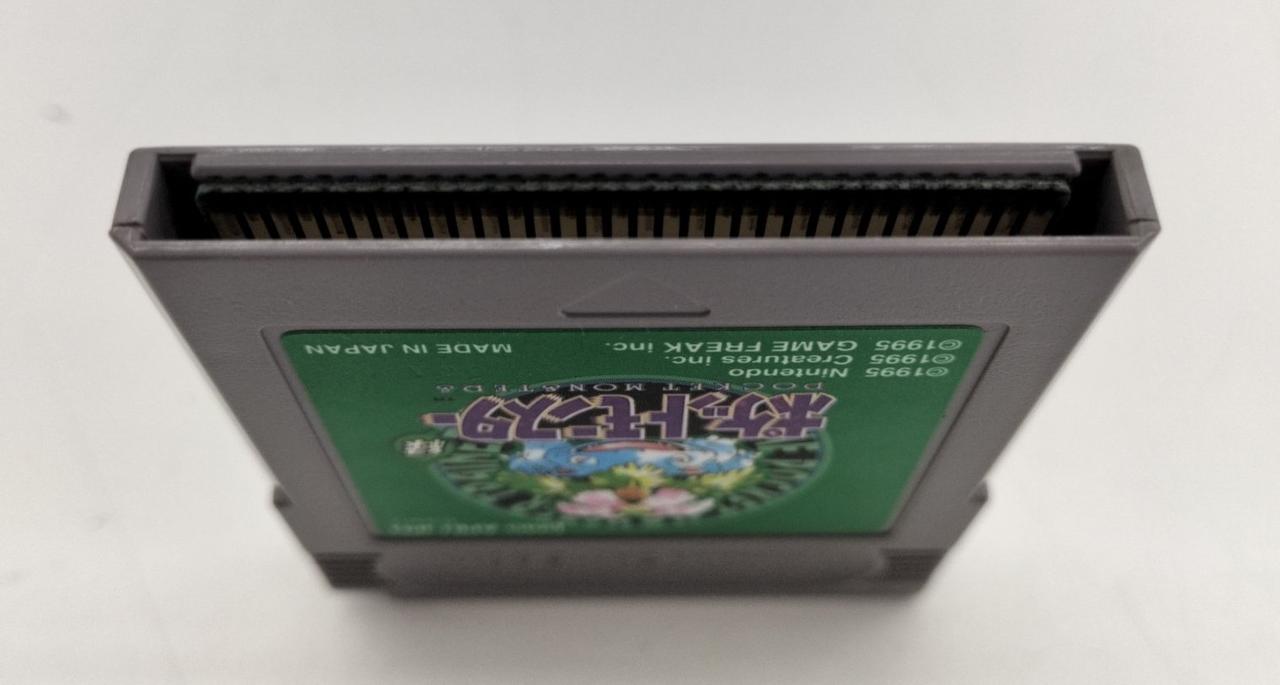 ©1995 Nintendo
©1995 Creatures inc.
©1995 GAME FREAK inc.
MADE IN JAPAN
ポケットモンスター
POCKET MONSTERS
緑